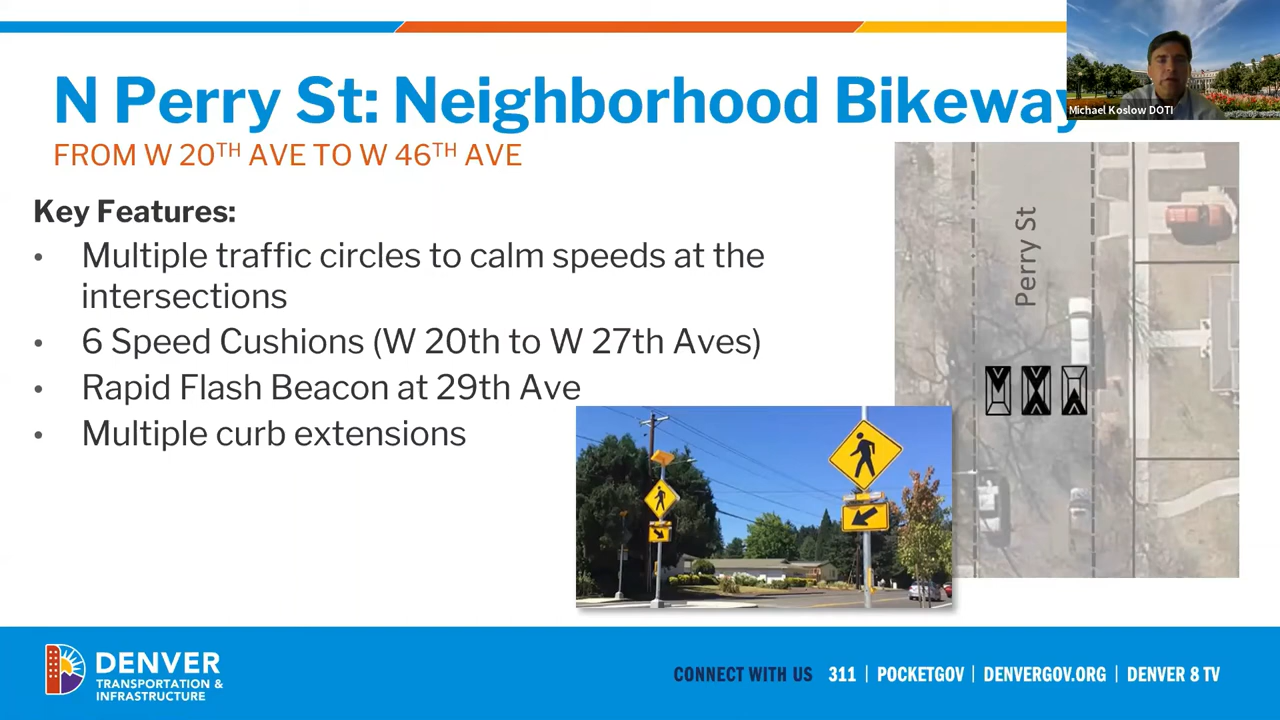 N Perry St: Neighborhood Bikeway
FROM W 20TH AVE TO W 46TH AVE
Michael Koslow DOTI
Key Features:
• Multiple traffic circles to calm speeds at the
intersections
• 6 Speed Cushions (W 20th to W 27th Aves)
• Rapid Flash Beacon at 29th Ave
• Multiple curb extensions
Perry St
DENVER
TRANSPORTATION &
INFRASTRUCTURE
CONNECT WITH US 311 | POCKETGOV | DENVERGOV.ORG | DENVER 8 TV